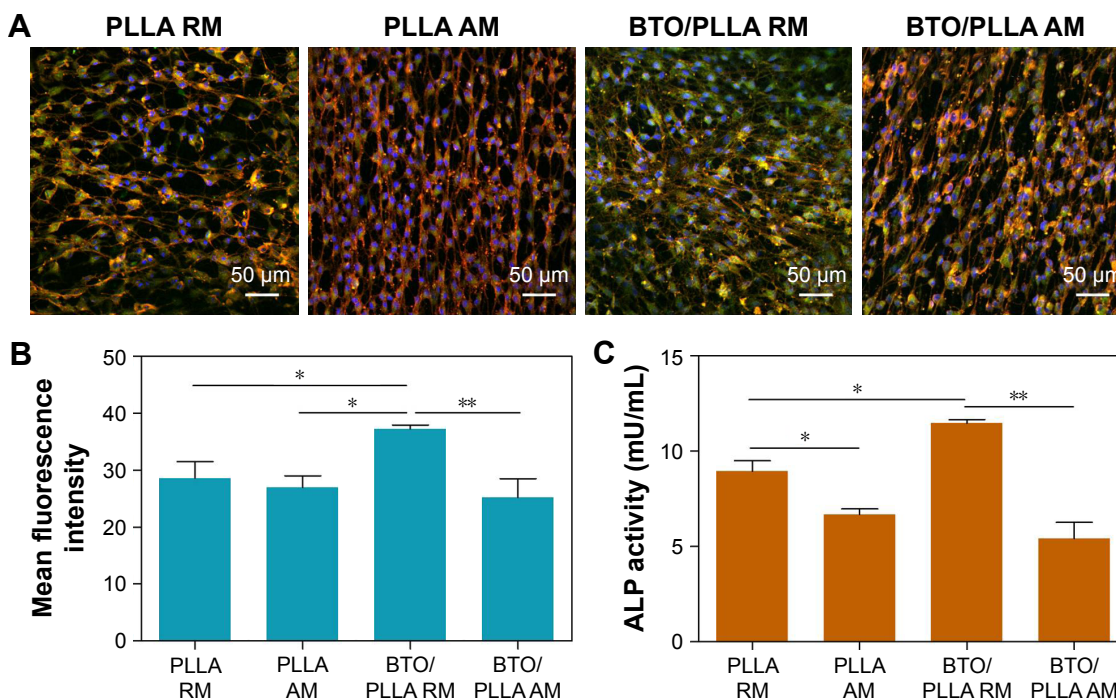 A
PLLA RM
PLLA AM
BTO/PLLA RM
BTO/PLLA AM
50 µm
50 µm
50 µm
50 µm
B
Mean fluorescence
intensity
50
40
30
20
10
0
*
*
**
PLLA
RM
PLLA
AM
BTO/
PLLA RM
BTO/
PLLA AM
C
ALP activity (mU/mL)
15
10
5
0
*
*
**
PLLA
RM
PLLA
AM
BTO/
PLLA RM
BTO/
PLLA AM